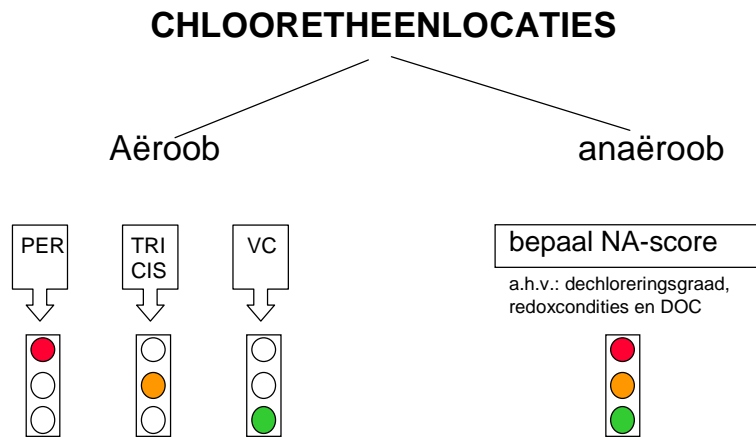 CHLOORETHEENLOCATIES
Aëroob
anaëroob
PER
TRI
CIS
VC
bepaal NA-score
a.h.v.: dechloreringsgraad,
redoxcondities en DOC